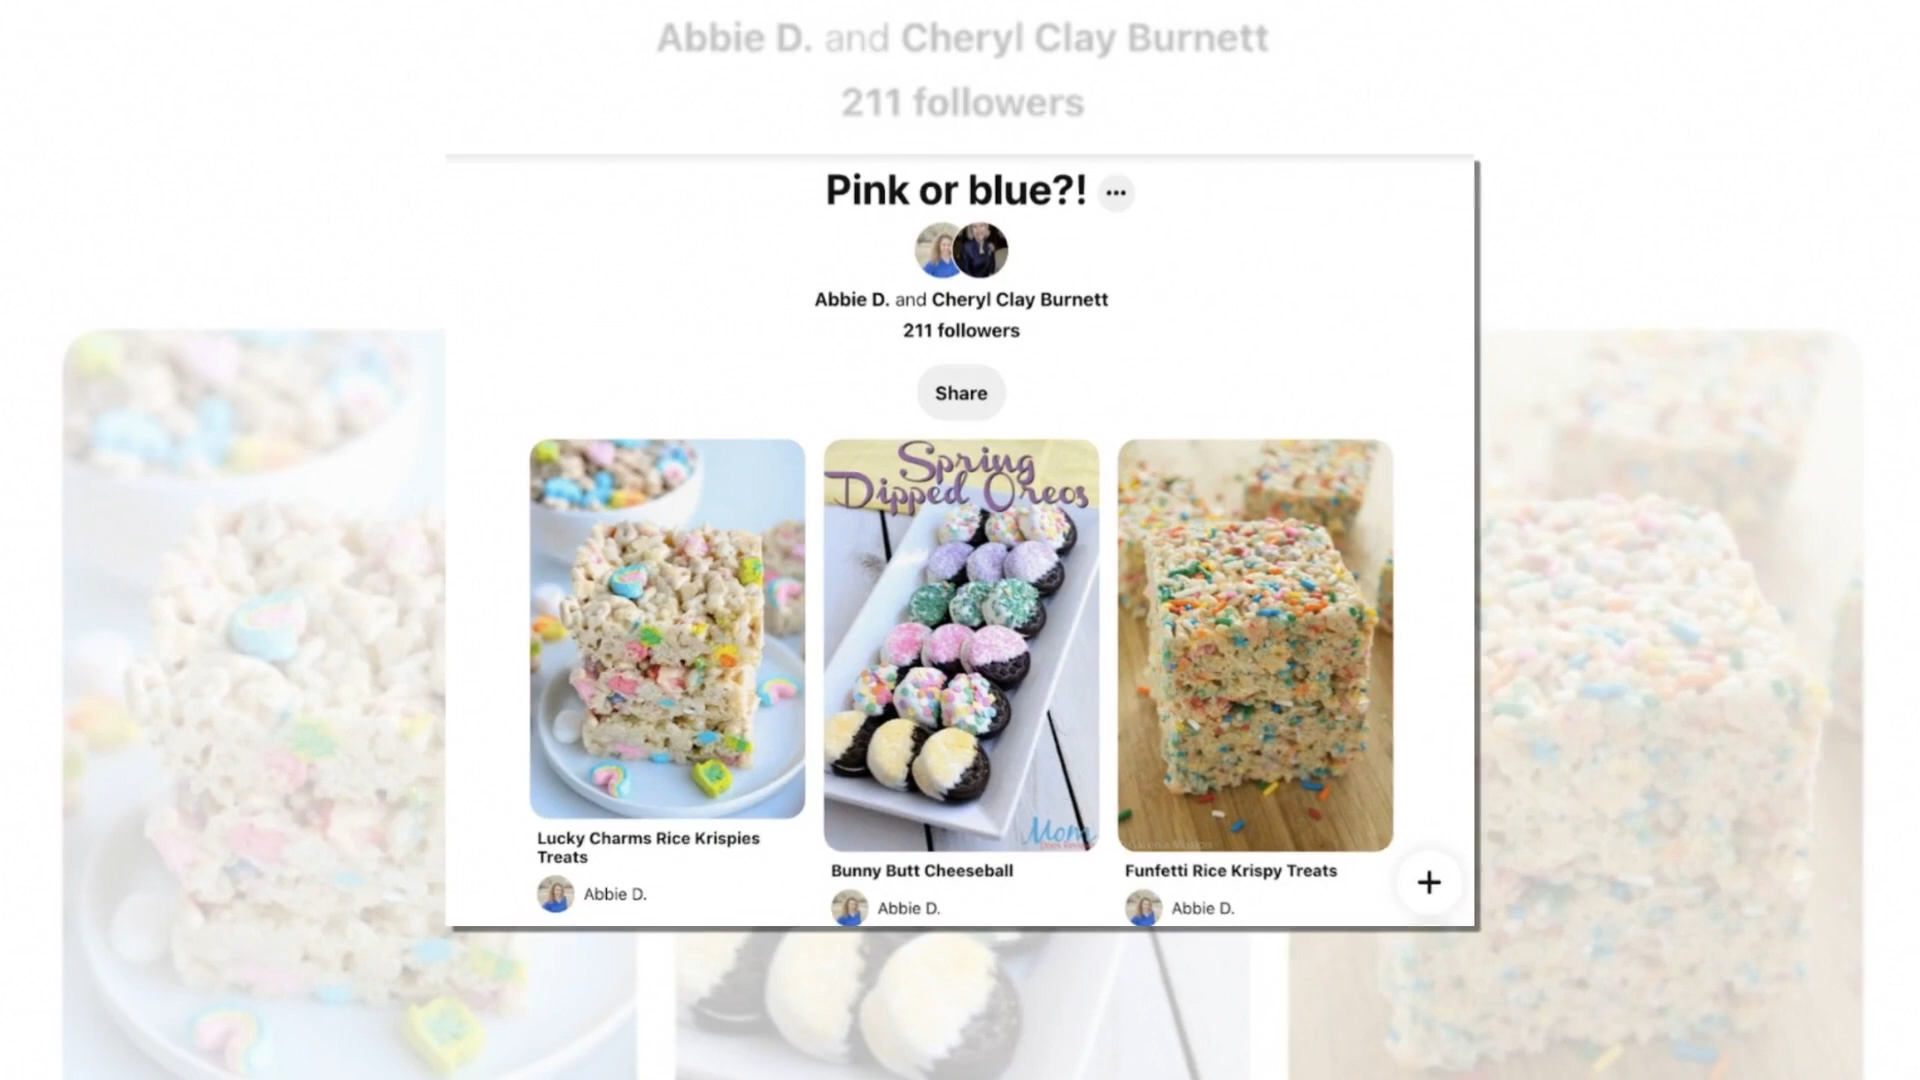 Abbie D. and Cheryl Clay Burnett
211 followers
Pink or blue?!
Abbie D. and Cheryl Clay Burnett
211 followers
Share
Spring
Dipped Oreos
Mom
Lucky Charms Rice Krispies
Treats
Abbie D.
Bunny Butt Cheeseball
Abbie D.
Funfetti Rice Krispy Treats
Abbie D.